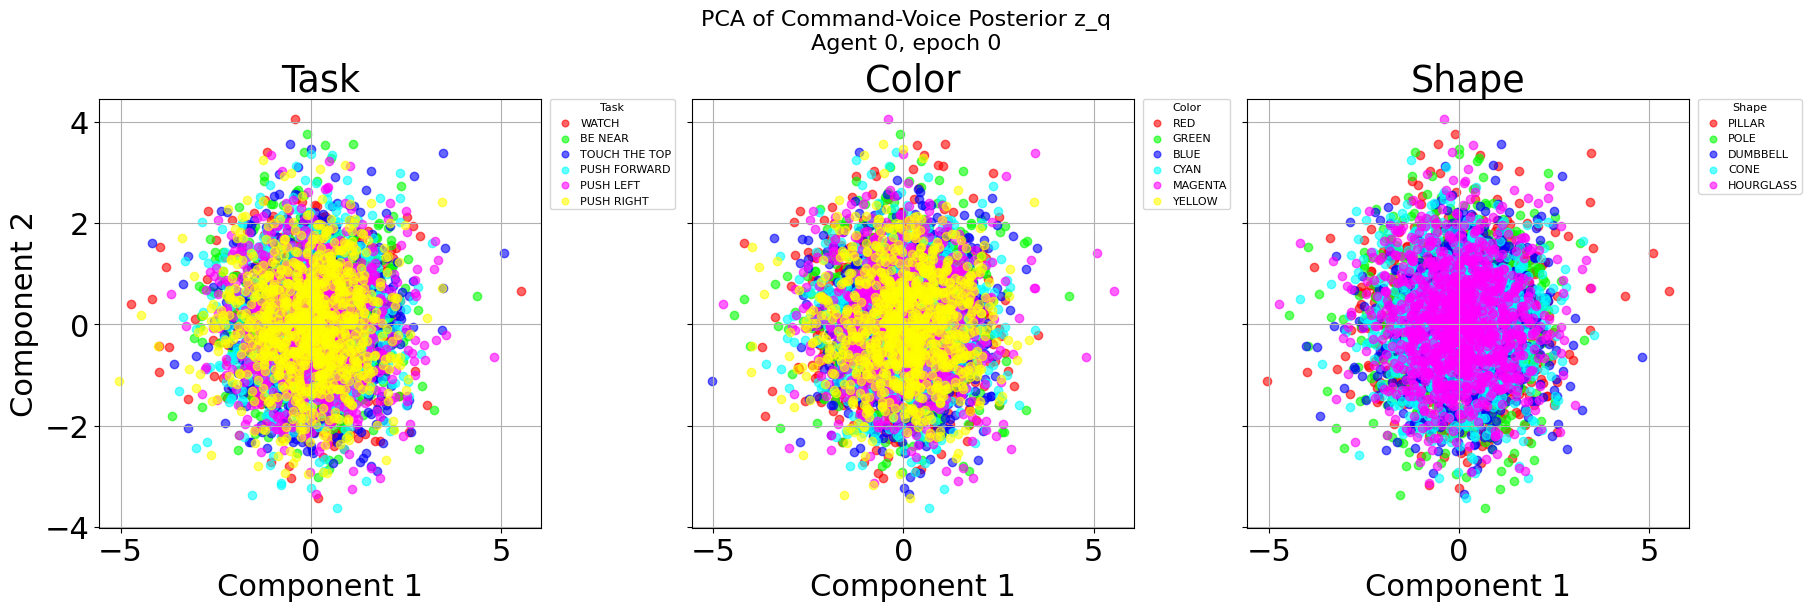 PCA of Command-Voice Posterior z_q
Agent 0, epoch 0
Task
Component 2
4
2
0
−2
−4
−5
0
5
Component 1
Task
WATCH
BE NEAR
TOUCH THE TOP
PUSH FORWARD
PUSH LEFT
PUSH RIGHT
Color
−5
0
5
Component 1
Color
RED
GREEN
BLUE
CYAN
MAGENTA
YELLOW
Shape
−5
0
5
Component 1
Shape
PILLAR
POLE
DUMBBELL
CONE
HOURGLASS